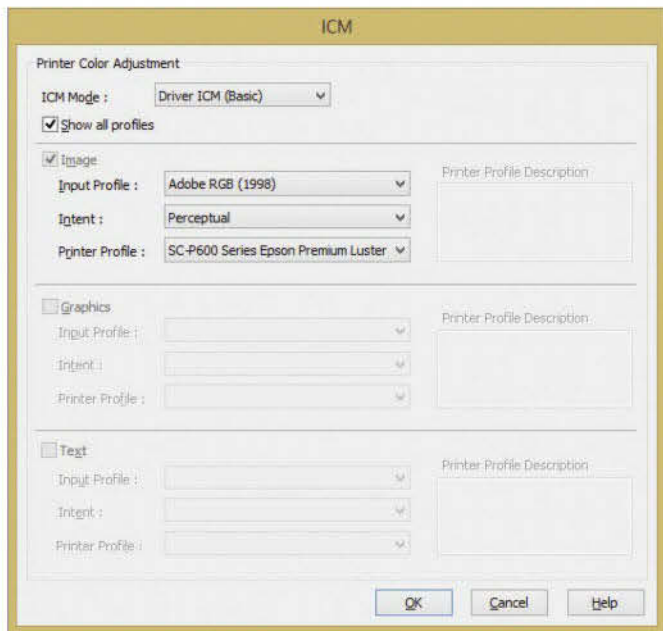 ICM
Printer Color Adjustment
ICM Mode : Driver ICM (Basic)
Show all profiles
Image
Printer Profile Description
Input Profile : Adobe RGB (1998)
Intent : Perceptual
Printer Profile : SC-P600 Series Epson Premium Luster
Graphics
Printer Profile Description
Input Profile :
Intent :
Printer Profile :
Text
Printer Profile Description
Input Profile :
Intent :
Printer Profile :
OK Cancel Help